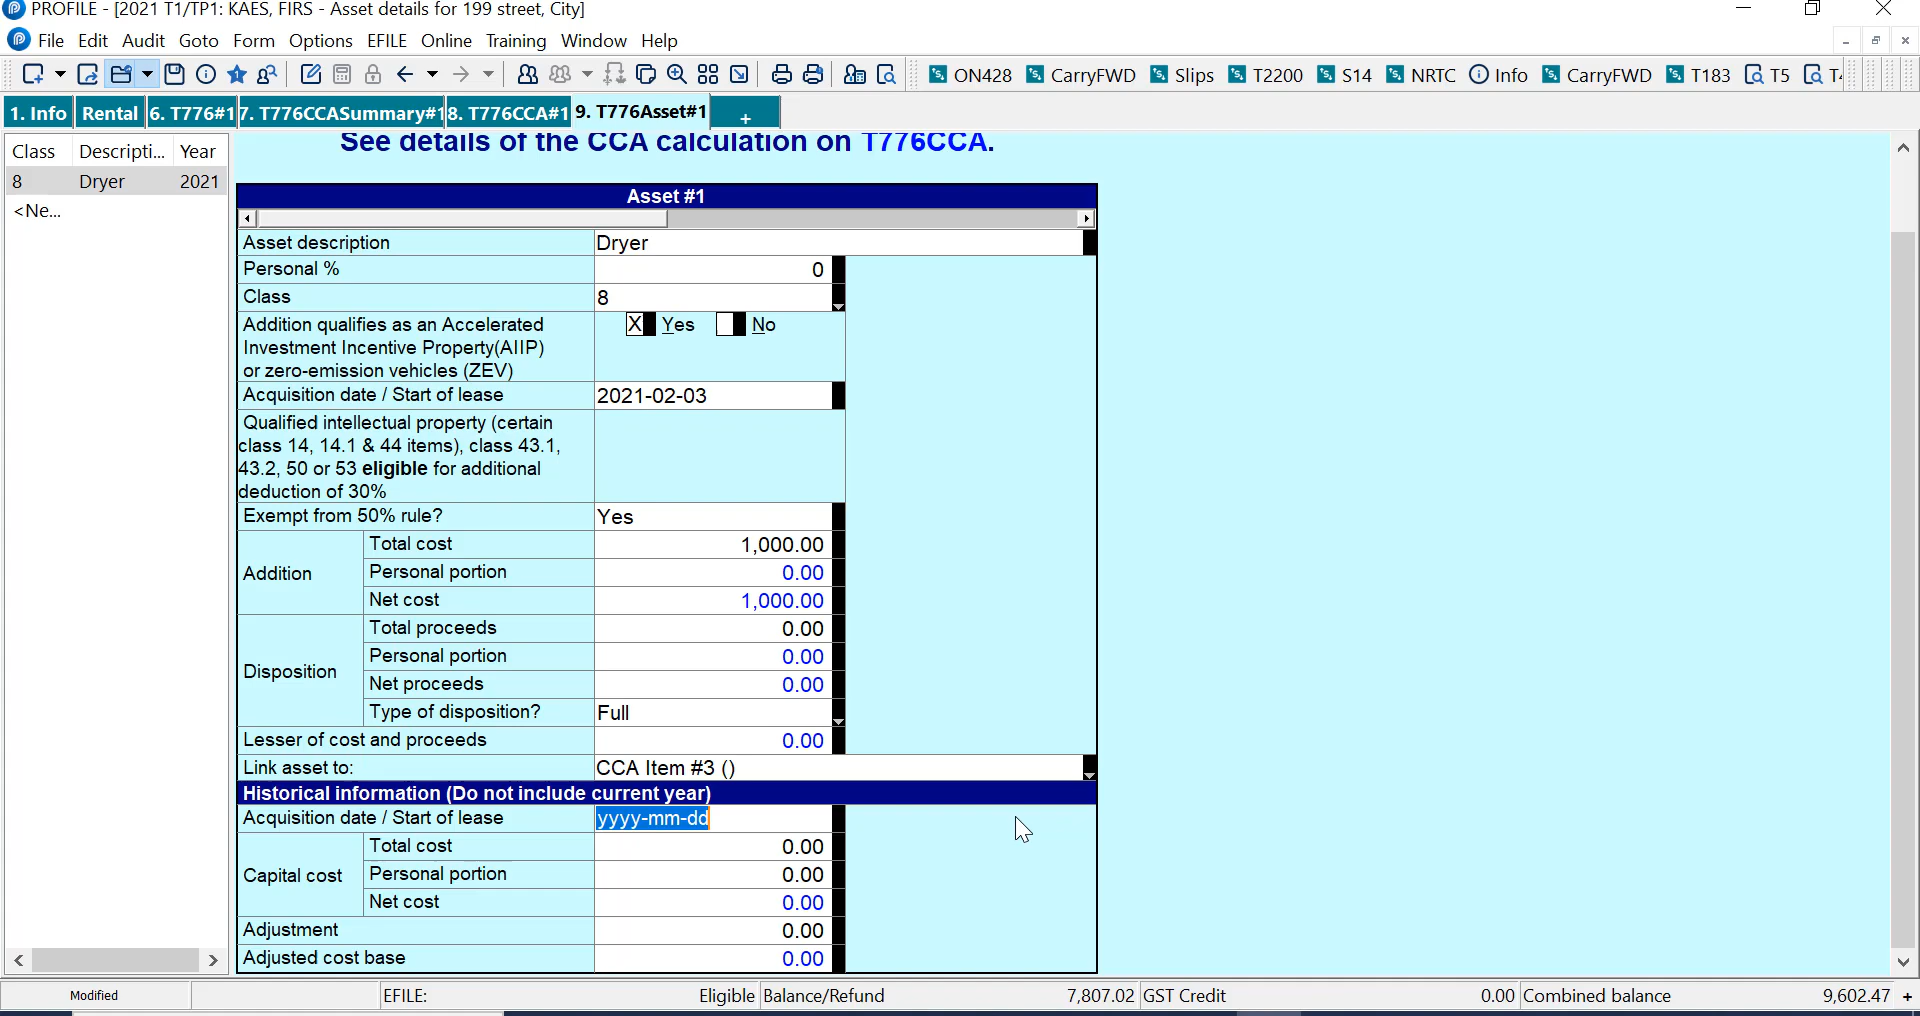 PROFILE - [2021 T1/TP1: KAES, FIRS - Asset details for 199 street, City]
File Edit Audit Goto Form Options EFILE Online Training Window Help
ON428 CarryFWD Slips T2200 S14 NRTC Info CarryFWD T183 T5
1. Info Rental 6. T776#1 7. T776CCASummary#1 8. T776CCA#1 9. T776Asset#1 +
Class Descripti... Year
8 Dryer 2021
<Ne...
See details of the CCA calculation on T776CCA.
Asset #1
Asset description Dryer
Personal % 0
Class 8
Addition qualifies as an Accelerated Investment Incentive Property(AIIP) or zero-emission vehicles (ZEV) X Yes No
Acquisition date / Start of lease 2021-02-03
Qualified intellectual property (certain
class 14, 14.1 & 44 items), class 43.1,
43.2, 50 or 53 eligible for additional
deduction of 30%
Exempt from 50% rule? Yes
Addition
Total cost 1,000.00
Personal portion 0.00
Net cost 1,000.00
Disposition
Total proceeds 0.00
Personal portion 0.00
Net proceeds 0.00
Type of disposition? Full
Lesser of cost and proceeds 0.00
Link asset to: CCA Item #3 ()
Historical information (Do not include current year)
Acquisition date / Start of lease yyyy-mm-dd
Capital cost
Total cost 0.00
Personal portion 0.00
Net cost 0.00
Adjustment 0.00
Adjusted cost base 0.00
Modified EFILE: Eligible Balance/Refund 7,807.02 GST Credit 0.00 Combined balance 9,602.47 +